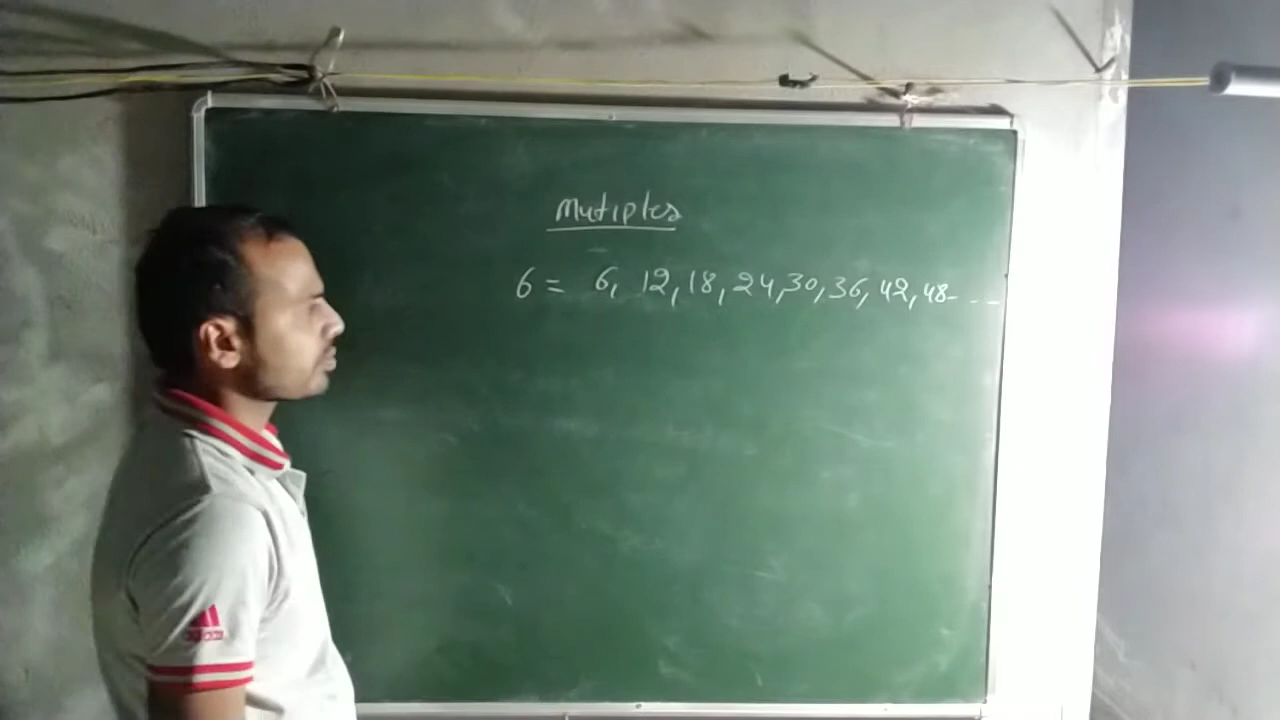 Mutiples
6 = 6, 12, 18, 24, 30, 36, 42, 48- - - -